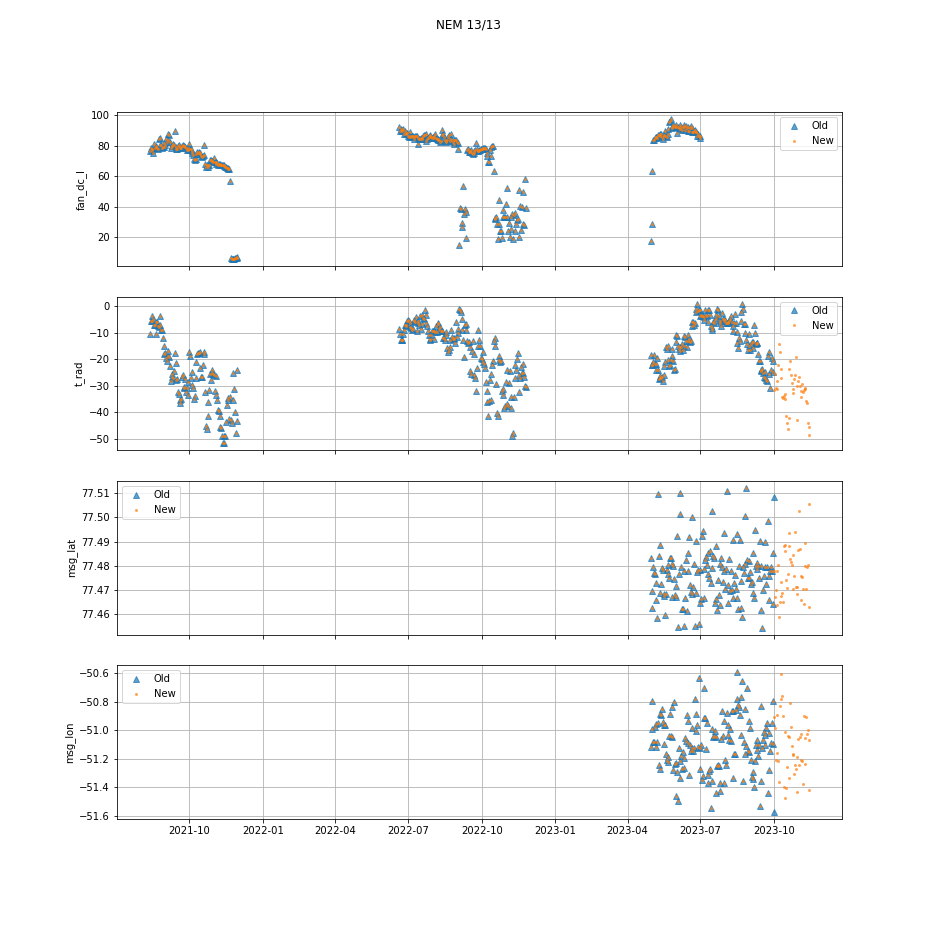 NEM 13/13
100
80
60
40
20
fan_dc_l
Old
New
0
−10
−20
−30
−40
−50
t_rad
Old
New
77.51
77.50
77.49
77.48
77.47
77.46
msg_lat
Old
New
−50.6
−50.8
−51.0
−51.2
−51.4
−51.6
msg_lon
Old
New
2021-10 2022-01 2022-04 2022-07 2022-10 2023-01 2023-04 2023-07 2023-10